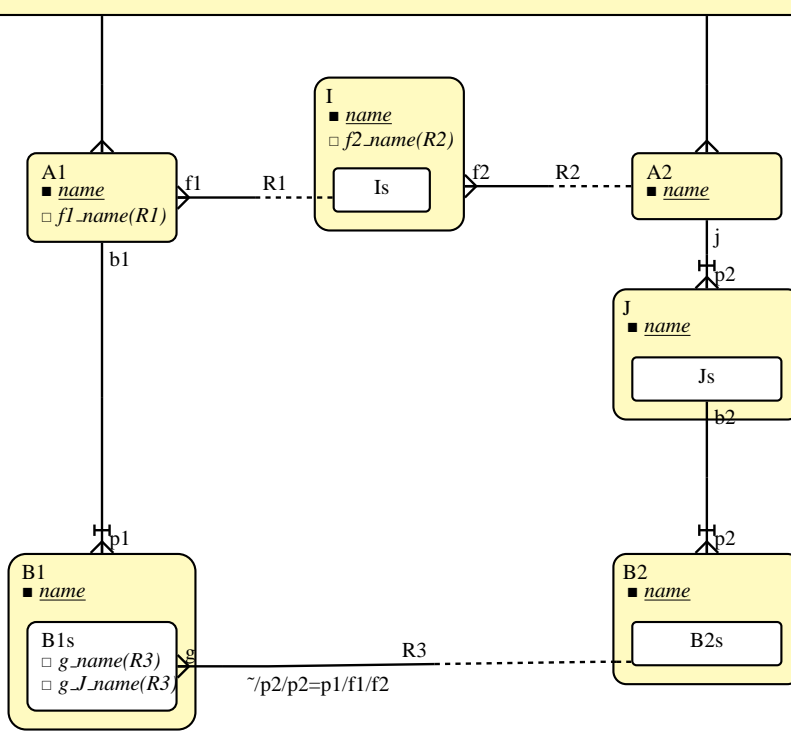 I
■ name
□ f2_name(R2)
Is
A1
■ name
□ f1_name(R1)
f1
R1
f2
R2
A2
■ name
b1
j
p2
J
■ name
Js
b2
p1
p2
B1
■ name
B1s
□ g_name(R3)
□ g_J_name(R3)
g
R3
~/p2/p2=p1/f1/f2
B2
■ name
B2s